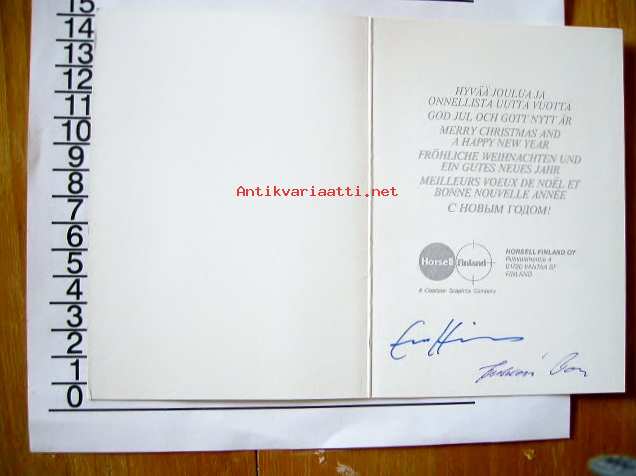 15
14
13
12
11
10
9
8
7
6
5
4
3
2
1
0
HYVÄÄ JOULUA JA
ONNELLISTA UUTTA VUOTTA
GOD JUL OCH GOTT NYTT ÅR
MERRY CHRISTMAS AND
A HAPPY NEW YEAR
FRÖHLICHE WEIHNACHTEN UND
EIN GUTES NEUES JAHR
MEILLEURS VOEUX DE NOËL ET
BONNE NOUVELLE ANNÉE
С НОВЫМ ГОДОМ!
Antikvariaatti.net
Horsell Finland
HORSELL FINLAND OY
FINLAND
Graphics Company